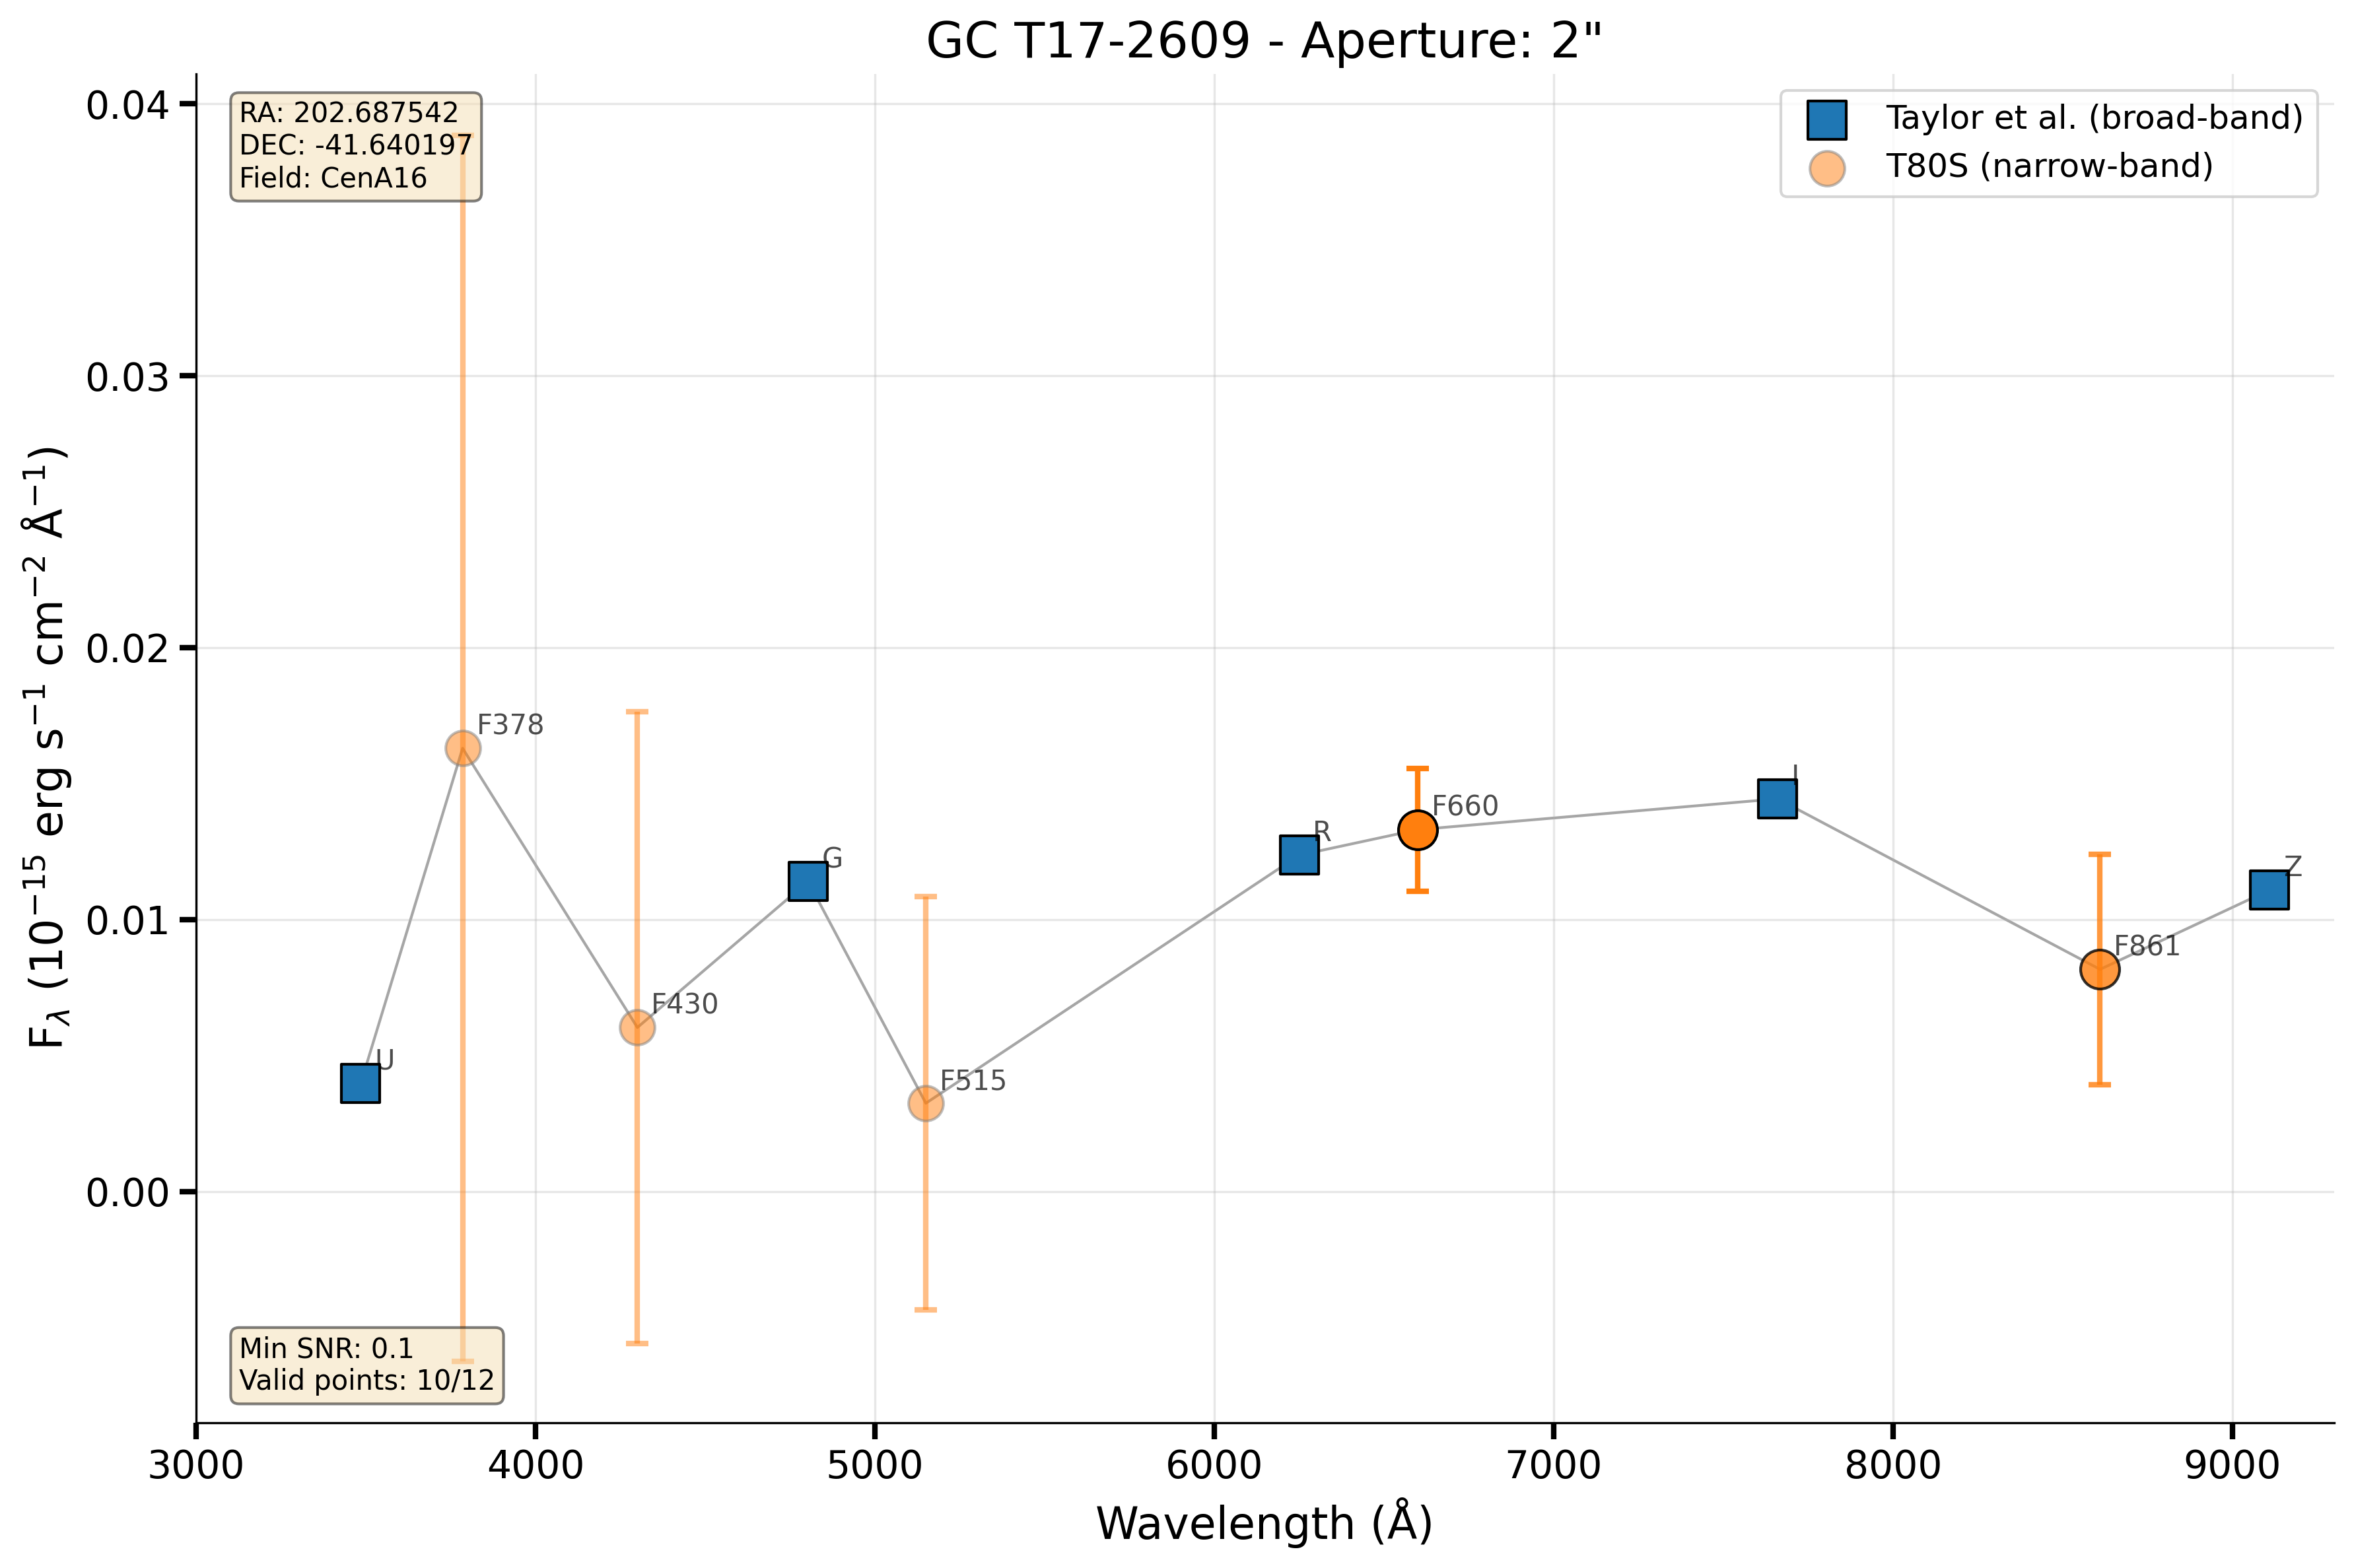 GC T17-2609 - Aperture: 2"
RA: 202.687542
DEC: -41.640197
Field: CenA16
Taylor et al. (broad-band)
T80S (narrow-band)
0.04
0.03
0.02
0.01
0.00
F_λ (10⁻¹⁵ erg s⁻¹ cm⁻² Å⁻¹)
U
F378
F430
G
F515
R
F660
I
F861
Z
Min SNR: 0.1
Valid points: 10/12
3000 4000 5000 6000 7000 8000 9000
Wavelength (Å)